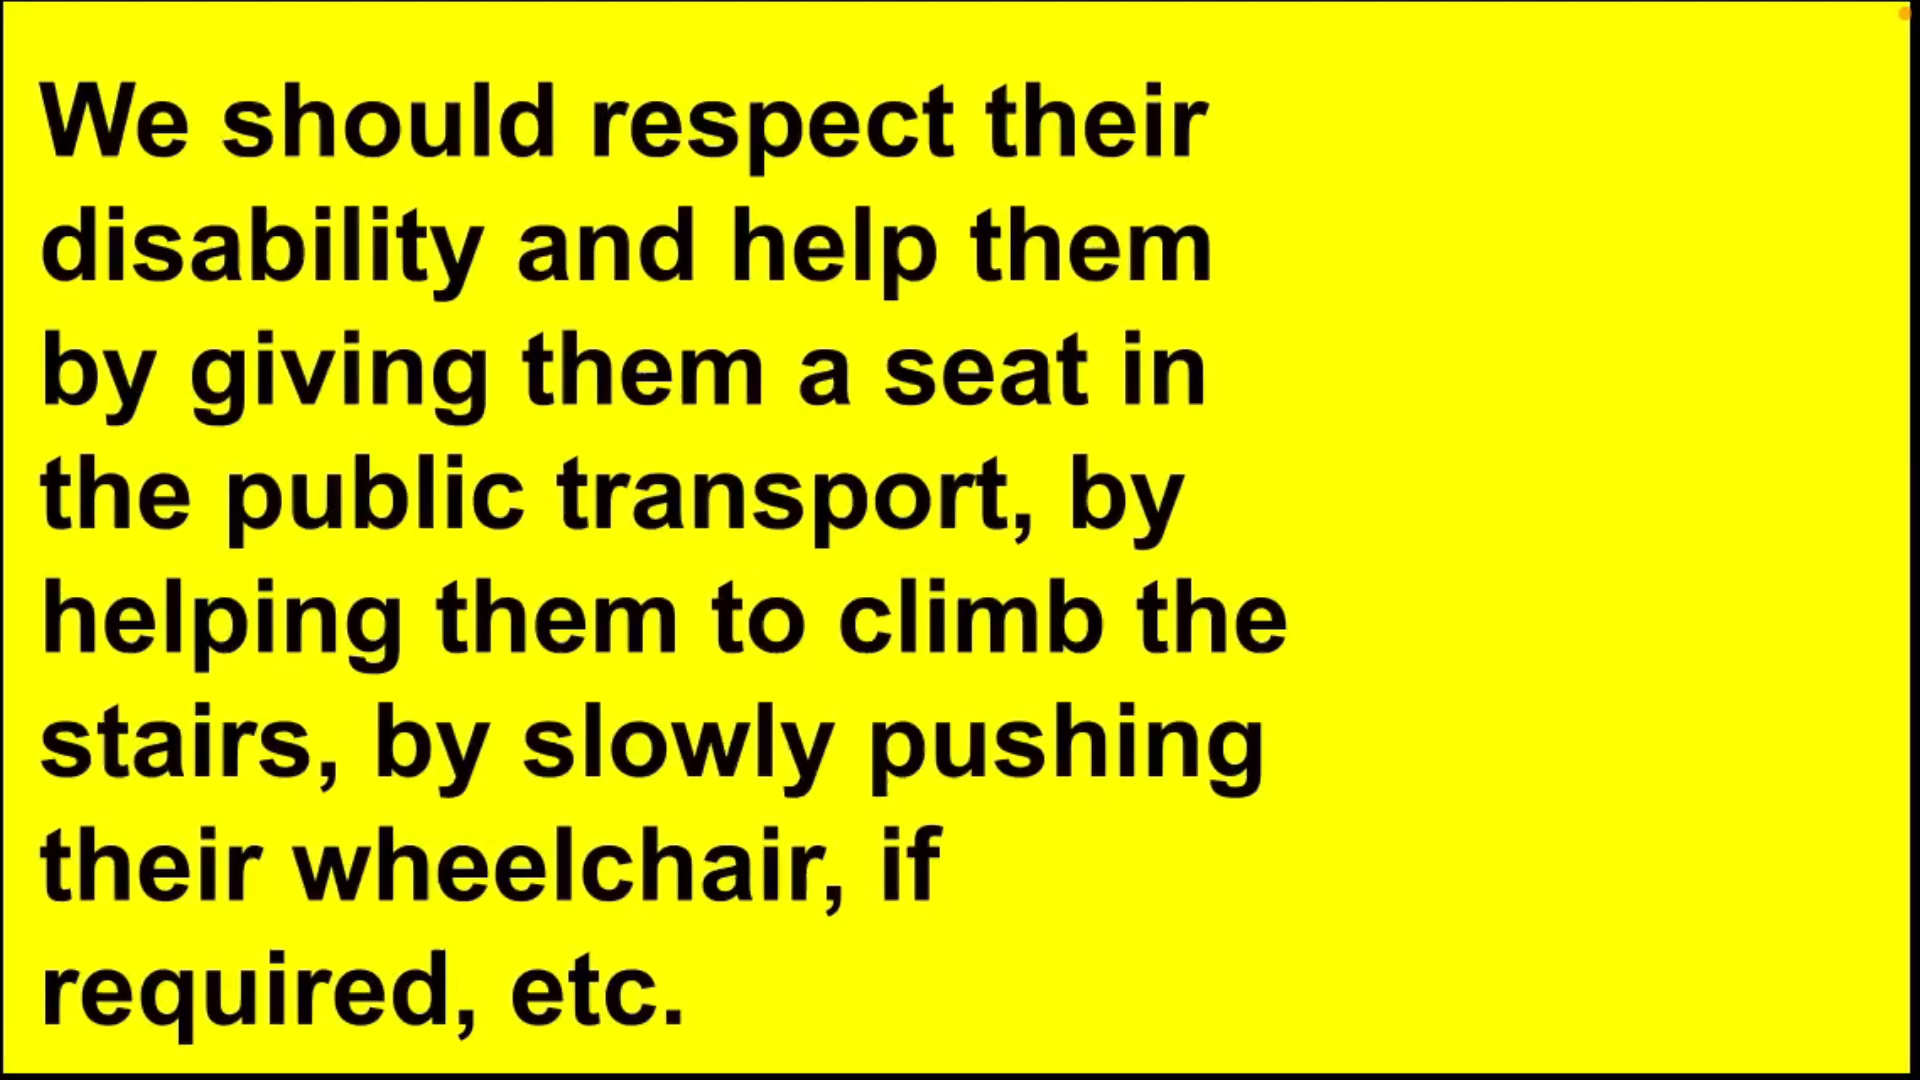 We should respect their
disability and help them
by giving them a seat in
the public transport, by
helping them to climb the
stairs, by slowly pushing
their wheelchair, if
required, etc.